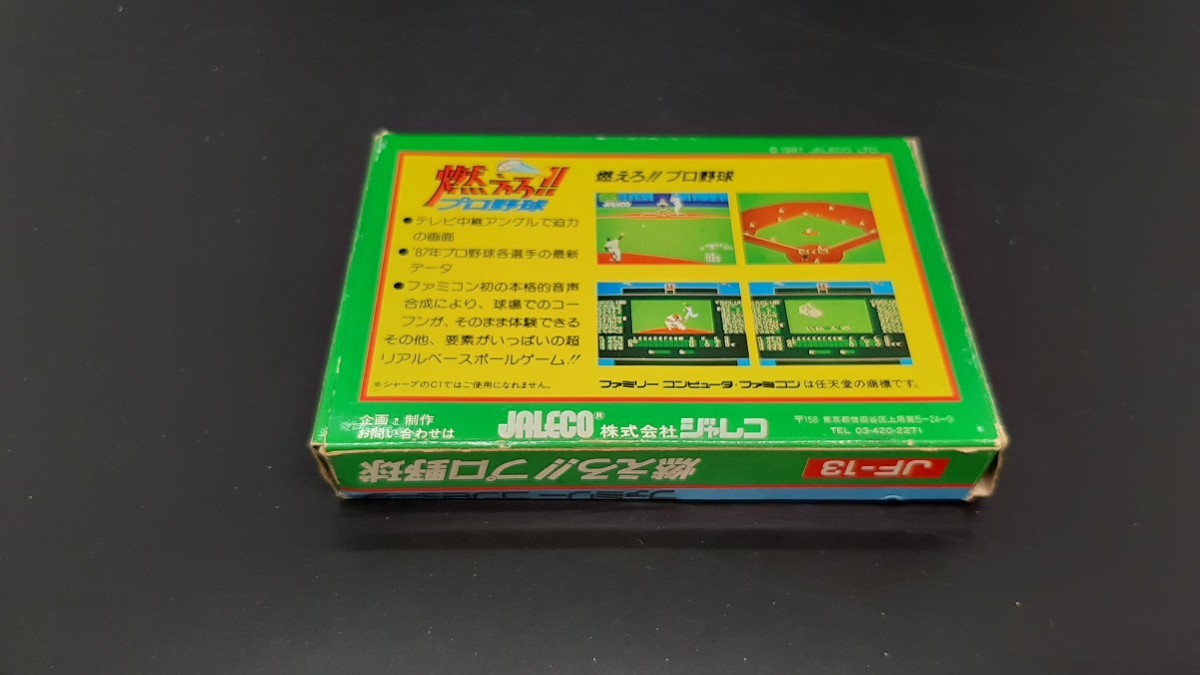 © 1987 JALECO LTD.
燃えろ!!
プロ野球
●テレビ中継アングルで迫力
の画面
●'87年プロ野球各選手の最新
データ
●ファミコン初の本格的音声
合成により、球場でのコー
フンが、そのまま体験できる
その他、要素がいっぱいの超
リアルベースボールゲーム!!
※シャープのC1ではご使用になれません。
燃えろ!! プロ野球
JALECO
ファミリー コンピュータ・ファミコン は任天堂の商標です。
企画・制作
お問い合わせは
JALECO® 株式会社ジャレコ
〒158 東京都世田谷区上用賀5-24-9
TEL 03-420-2271
燃えろ!! プロ野球
JF-13